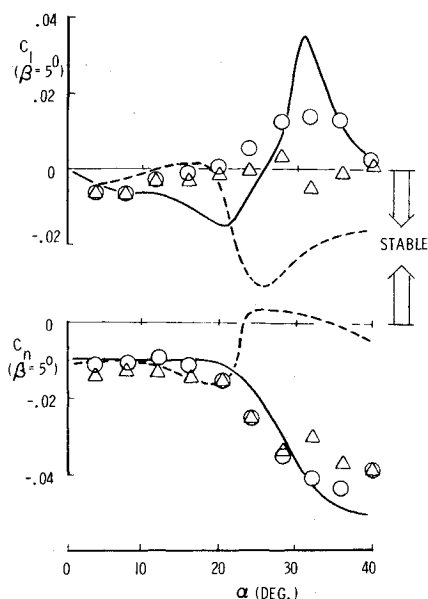 .04
C_l
(β = 5°)
.02
0
-.02
STABLE
0
C_n
(β = 5°)
-.02
-.04
0 10 20 30 40
α (DEG.)